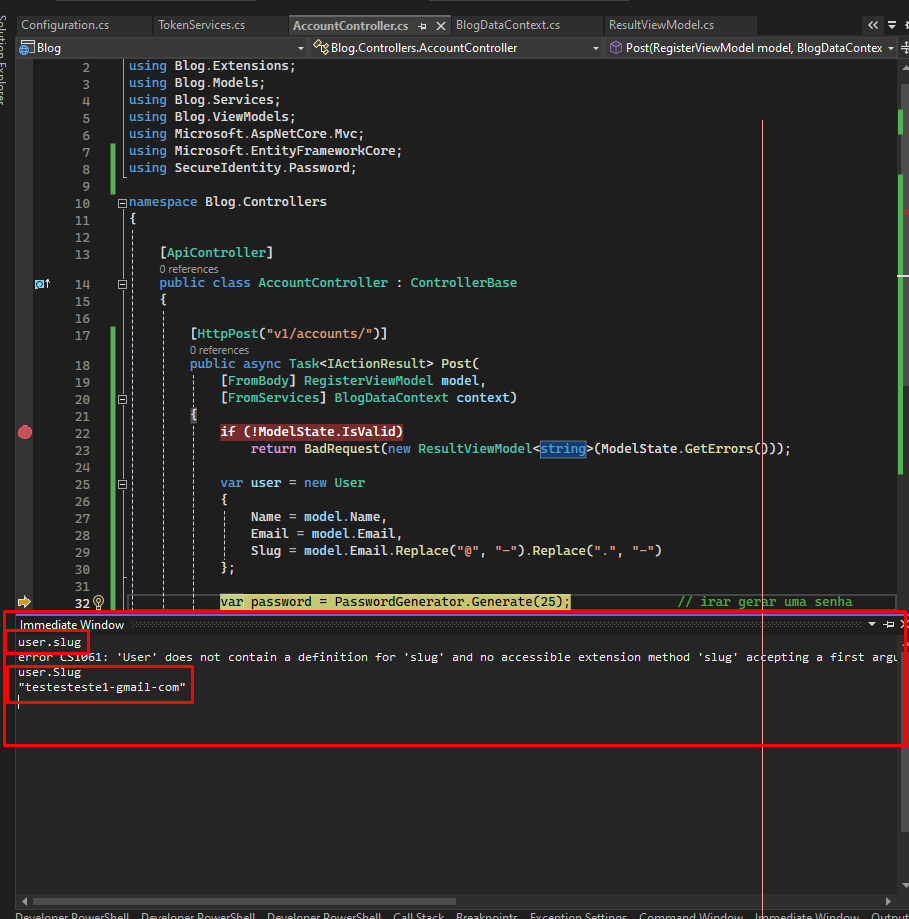 Solution Explorer
Configuration.cs TokenServices.cs AccountController.cs BlogDataContext.cs ResultViewModel.cs
Blog Blog.Controllers.AccountController Post(RegisterViewModel model, BlogDataContex
2 using Blog.Extensions;
3 using Blog.Models;
4 using Blog.Services;
5 using Blog.ViewModels;
6 using Microsoft.AspNetCore.Mvc;
7 using Microsoft.EntityFrameworkCore;
8 using SecureIdentity.Password;
9
10 namespace Blog.Controllers
11 {
12
13 [ApiController]
0 references
14 public class AccountController : ControllerBase
15 {
16
17 [HttpPost("v1/accounts/")]
0 references
18 public async Task<IActionResult> Post(
19 [FromBody] RegisterViewModel model,
20 [FromServices] BlogDataContext context)
21 {
22 if (!ModelState.IsValid)
23 return BadRequest(new ResultViewModel<string>(ModelState.GetErrors()));
24
25 var user = new User
26 {
27 Name = model.Name,
28 Email = model.Email,
29 Slug = model.Email.Replace("@", "-").Replace(".", "-")
30 };
31
32 var password = PasswordGenerator.Generate(25); // irar gerar uma senha
Immediate Window
user.slug
error CS1061: 'User' does not contain a definition for 'slug' and no accessible extension method 'slug' accepting a first argu
user.Slug
"testesteste1-gmail-com"
Developer PowerShell Developer PowerShell Developer PowerShell Call Stack Breakpoints Exception Settings Command Window Immediate Window Output